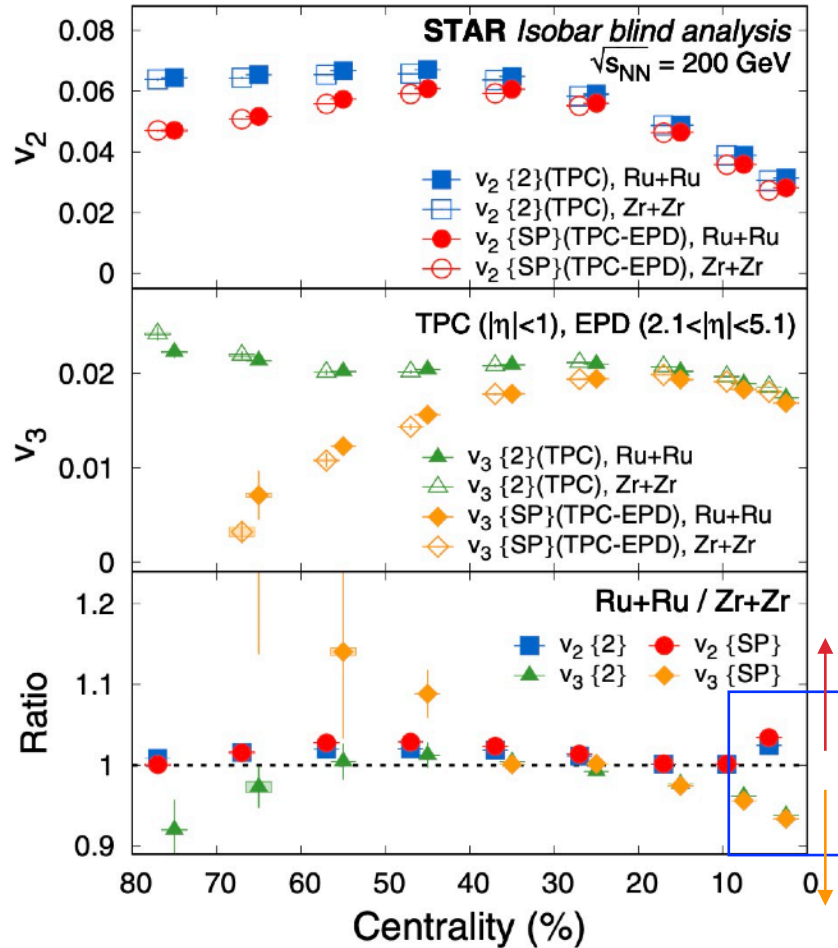 STAR Isobar blind analysis
√s_NN = 200 GeV
0.08
0.06
0.04
0.02
0
v₂
v₂ {2}(TPC), Ru+Ru
v₂ {2}(TPC), Zr+Zr
v₂ {SP}(TPC-EPD), Ru+Ru
v₂ {SP}(TPC-EPD), Zr+Zr
TPC (|η|<1), EPD (2.1<|η|<5.1)
0.02
0.01
0
v₃
v₃ {2}(TPC), Ru+Ru
v₃ {2}(TPC), Zr+Zr
v₃ {SP}(TPC-EPD), Ru+Ru
v₃ {SP}(TPC-EPD), Zr+Zr
Ru+Ru / Zr+Zr
v₂ {2} v₂ {SP}
v₃ {2} v₃ {SP}
1.2
1.1
1
0.9
Ratio
80 70 60 50 40 30 20 10 0
Centrality (%)